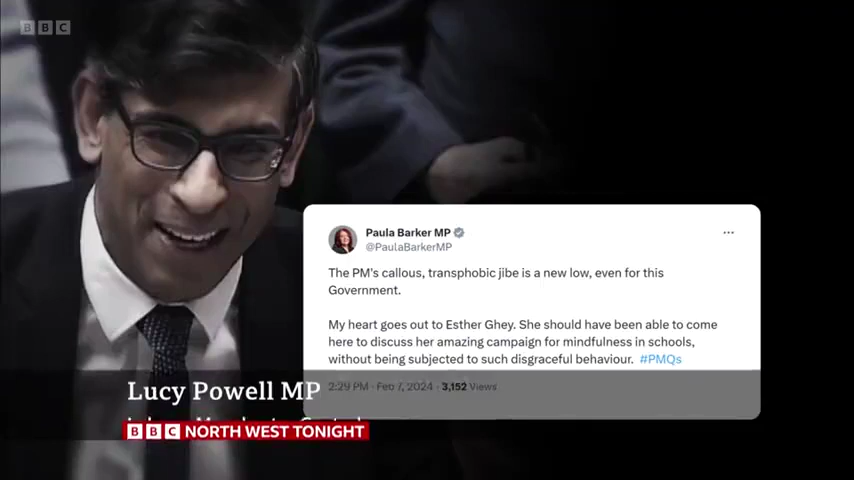 BBC
Paula Barker MP
@PaulaBarkerMP
The PM's callous, transphobic jibe is a new low, even for this
Government.
My heart goes out to Esther Ghey. She should have been able to come
here to discuss her amazing campaign for mindfulness in schools,
without being subjected to such disgraceful behaviour. #PMQs
2:29 PM · Feb 7, 2024 · 3,152 Views
Lucy Powell MP
BBC NORTH WEST TONIGHT